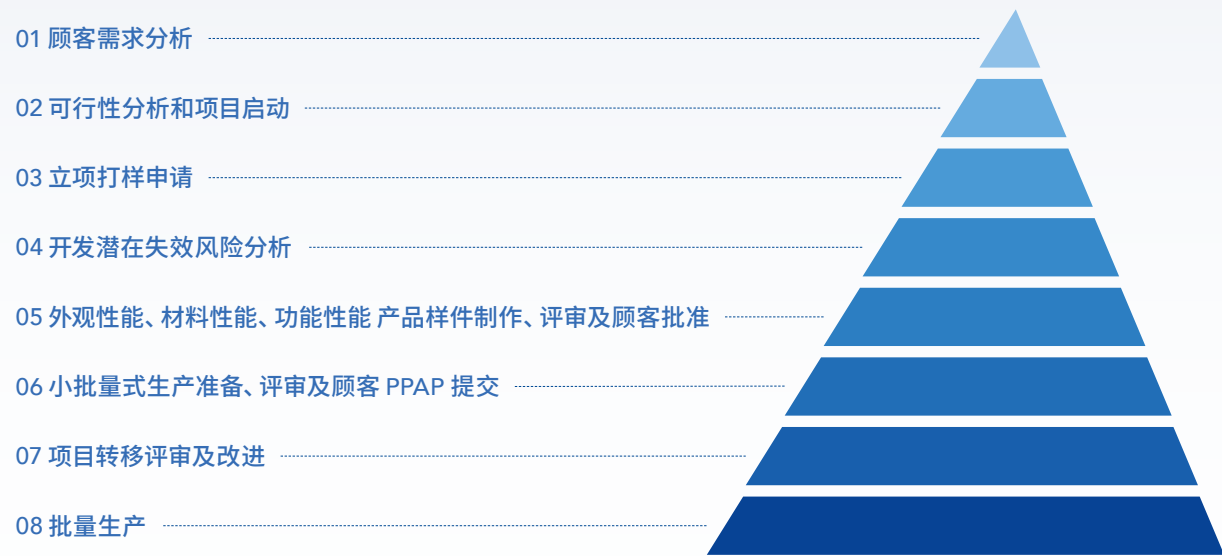 01 顾客需求分析
02 可行性分析和项目启动
03 立项打样申请
04 开发潜在失效风险分析
05 外观性能、材料性能、功能性能 产品样件制作、评审及顾客批准
06 小批量式生产准备、评审及顾客 PPAP 提交
07 项目转移评审及改进
08 批量生产